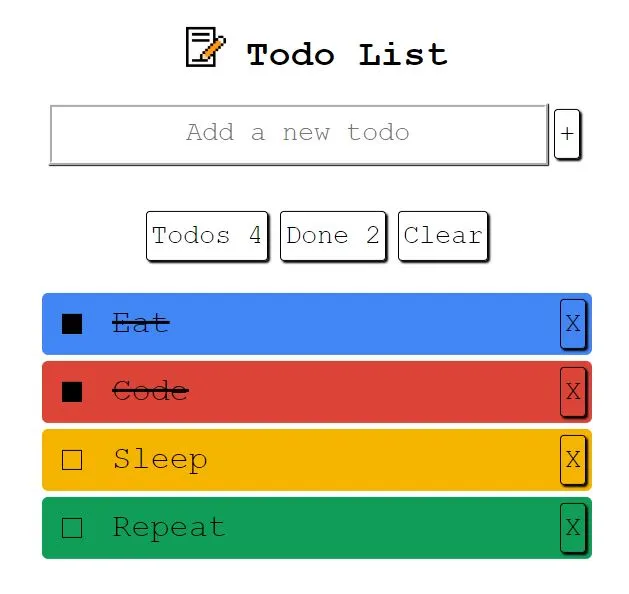 Todo List
Add a new todo +
Todos 4 Done 2 Clear
Eat X
Code X
Sleep X
Repeat X